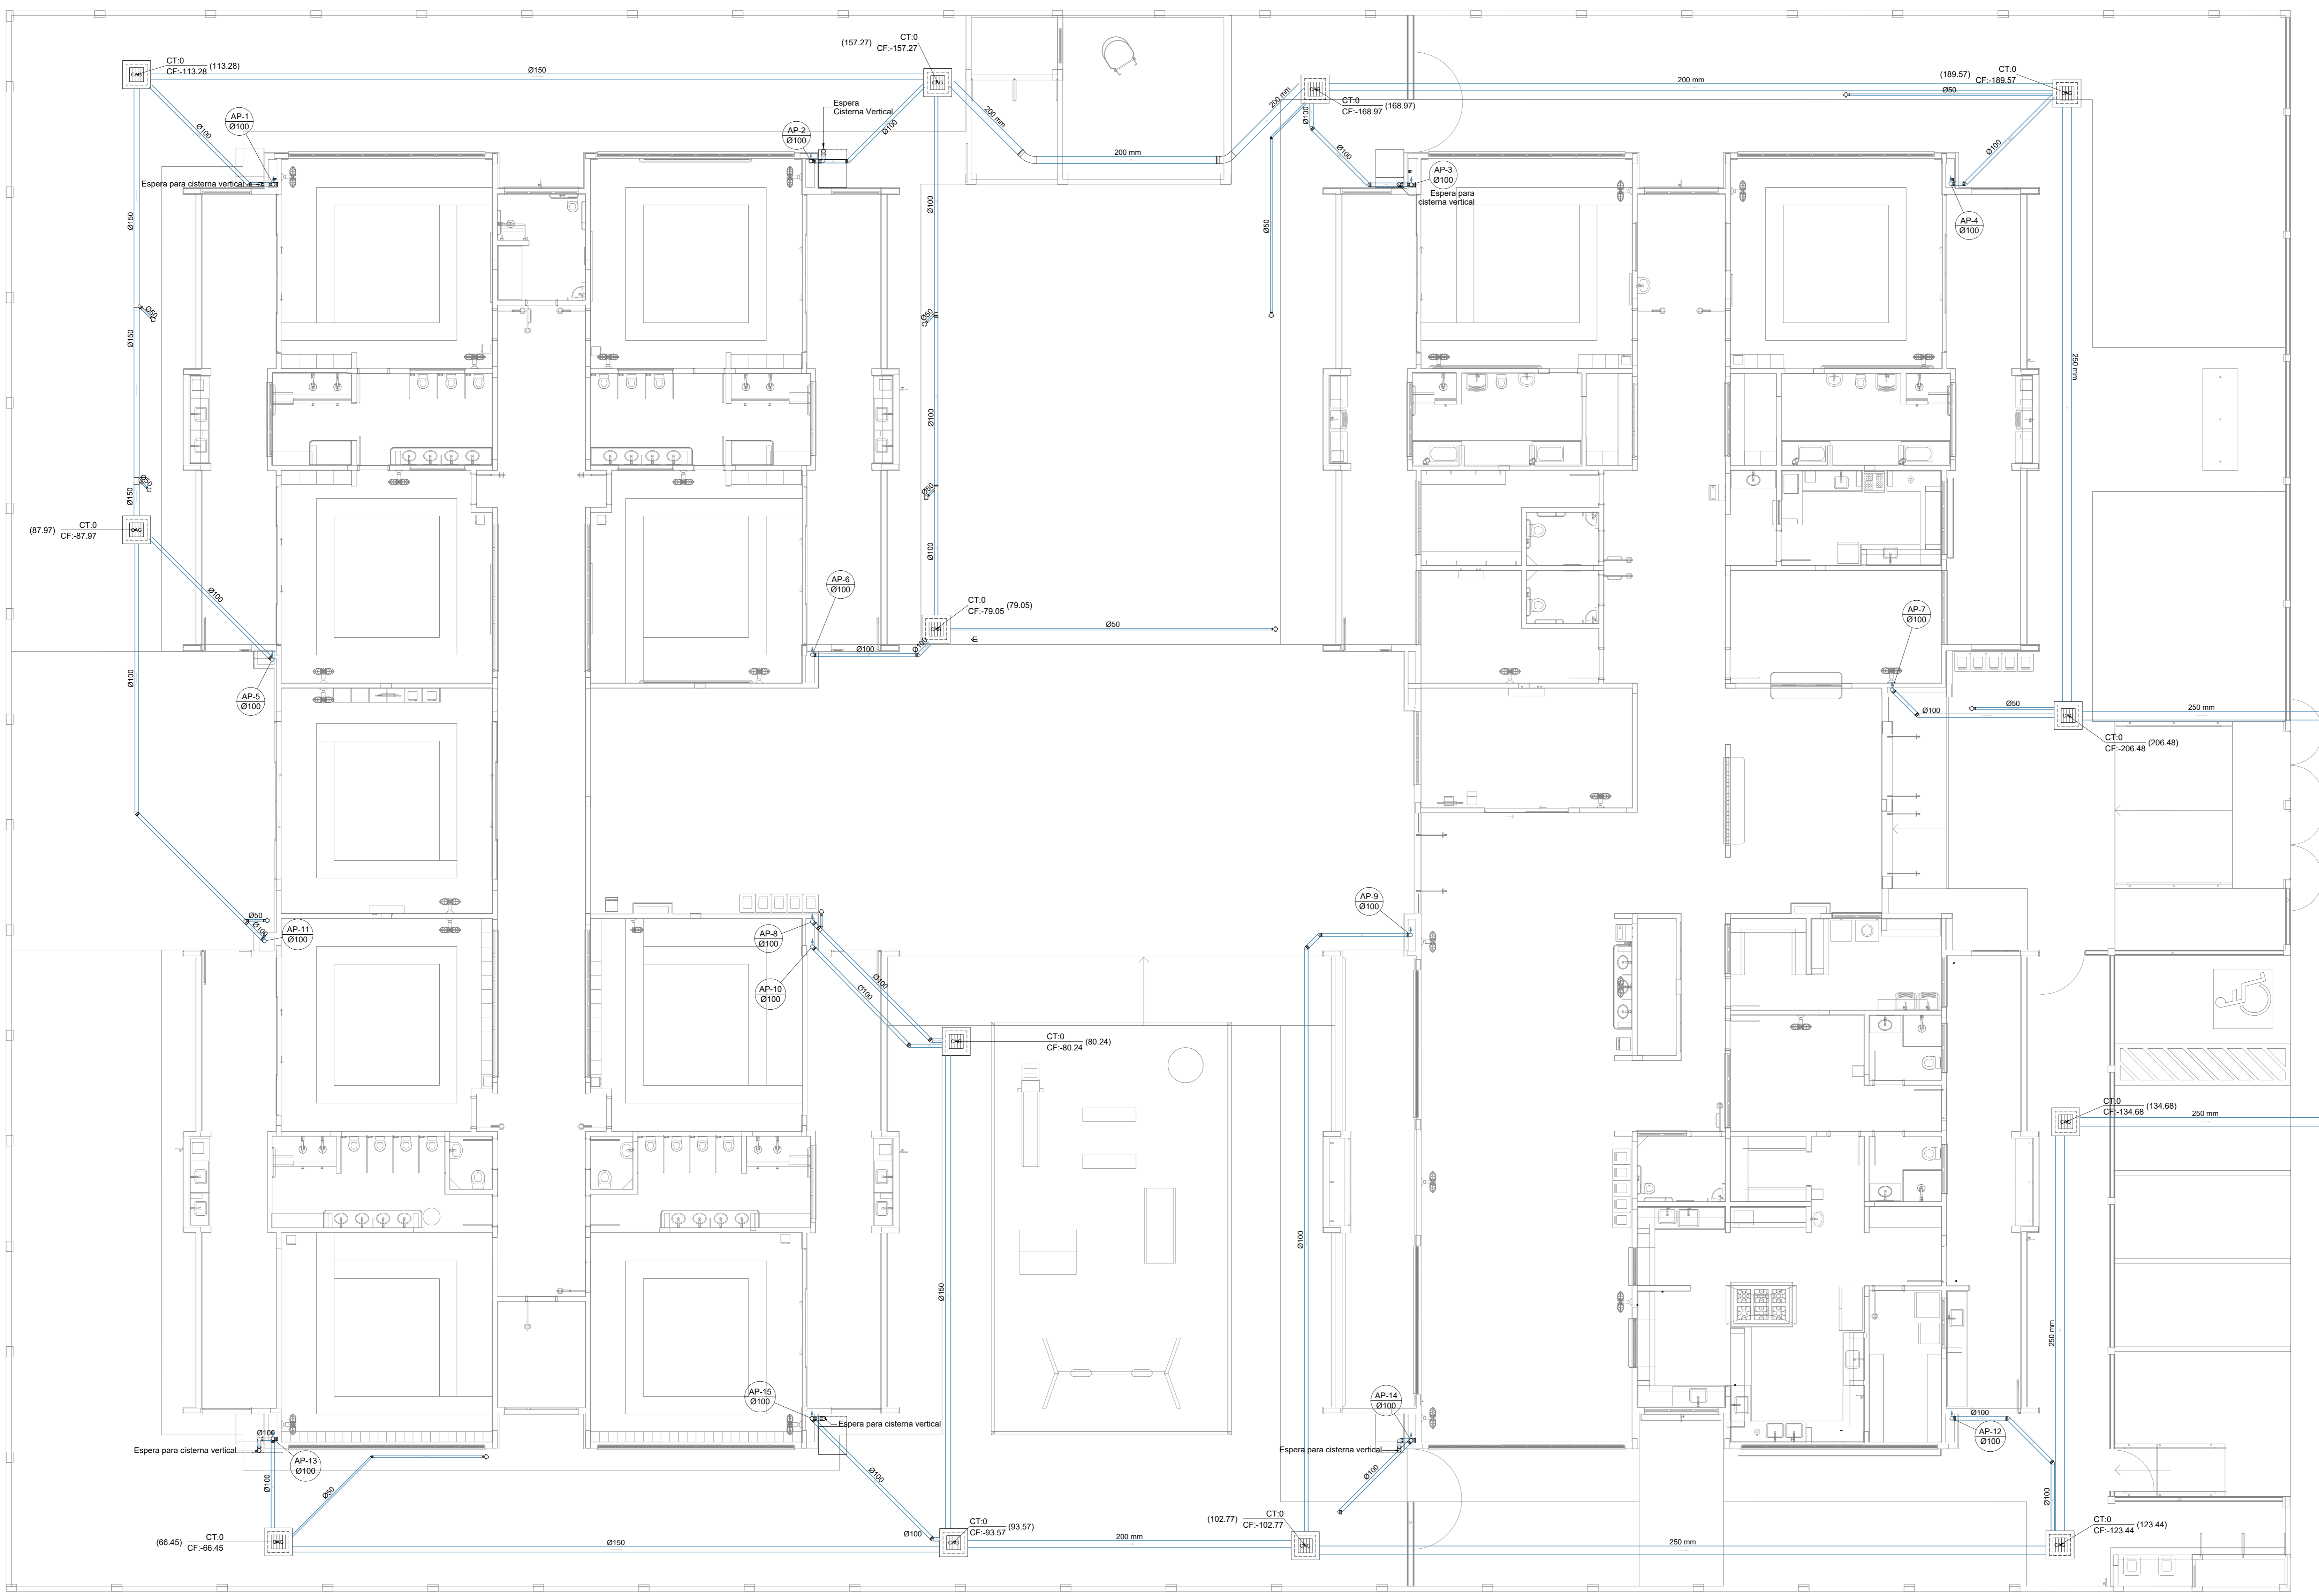 CT:0
(157.27)
CF:-157.27
CT:0
(113.28)
CF:-113.28
Ø150
200 mm
CT:0
(189.57)
CF:-189.57
Ø50
CT:0
(168.97)
CF:-168.97
200 mm
200 mm
200 mm
Espera
Cisterna Vertical
AP-1
Ø100
Ø100
AP-2
Ø100
Ø100
Ø100
Ø100
Ø100
Espera para cisterna vertical
AP-3
Ø100
Espera para
cisterna vertical
AP-4
Ø100
Ø150
Ø100
Ø50
Ø50
Ø150
Ø50
250 mm
Ø100
Ø50
Ø150
Ø50
(87.97)
CT:0
CF:-87.97
Ø100
Ø100
AP-6
Ø100
CT:0
(79.05)
CF:-79.05
Ø50
Ø100
Ø100
AP-7
Ø100
Ø100
AP-5
Ø100
Ø100
Ø50
250 mm
CT:0
(206.48)
CF:-206.48
AP-9
Ø100
Ø50
Ø100
AP-11
Ø100
AP-8
Ø100
AP-10
Ø100
Ø100
Ø100
CT:0
(80.24)
CF:-80.24
CT:0
(134.68)
CF:-134.68
250 mm
Ø100
Ø150
250 mm
AP-15
Ø100
Espera para cisterna vertical
AP-14
Ø100
Espera para cisterna vertical
Ø100
AP-12
Ø100
Ø100
Espera para cisterna vertical
AP-13
Ø100
Ø100
Ø50
Ø100
Ø100
Ø100
Ø100
(66.45)
CT:0
CF:-66.45
Ø150
CT:0
(93.57)
CF:-93.57
200 mm
(102.77)
CT:0
CF:-102.77
250 mm
CT:0
(123.44)
CF:-123.44